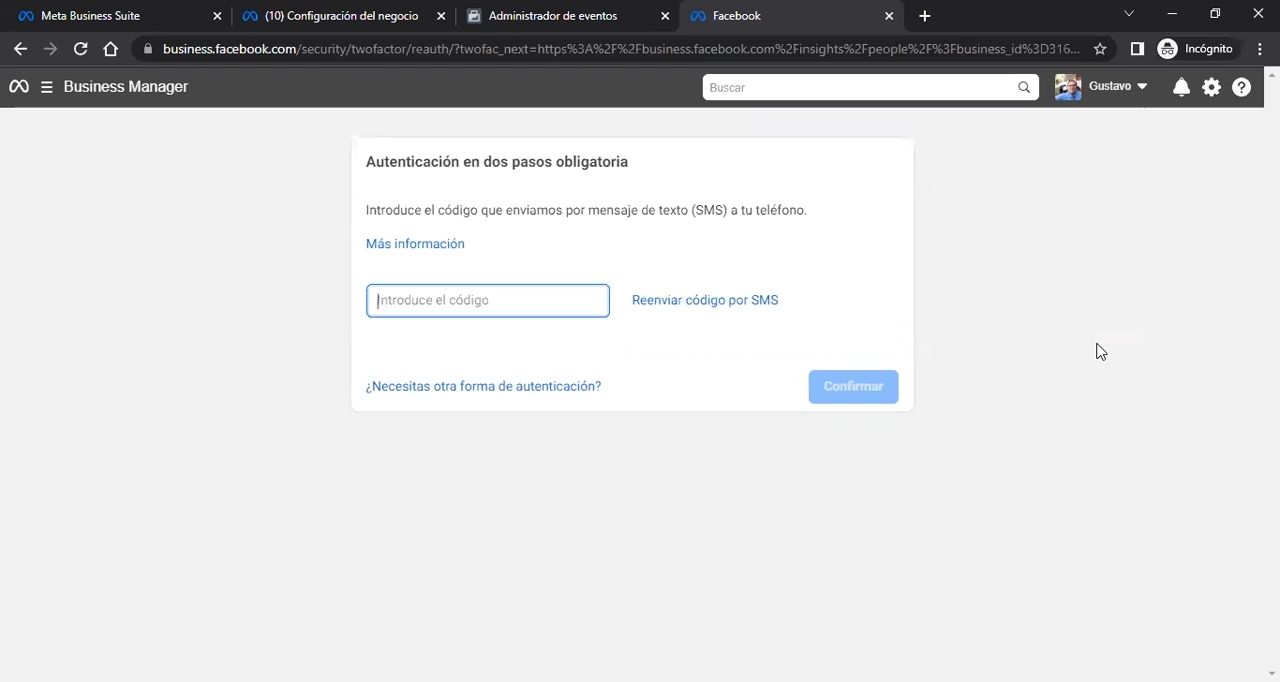 Meta Business Suite
(10) Configuración del negocio
Administrador de eventos
Facebook
business.facebook.com/security/twofactor/reauth/?twofac_next=https%3A%2F%2Fbusiness.facebook.com%2Finsights%2Fpeople%2F%3Fbusiness_id%3D316...
Incógnito
Business Manager
Buscar
Gustavo
Autenticación en dos pasos obligatoria
Introduce el código que enviamos por mensaje de texto (SMS) a tu teléfono.
Más información
Introduce el código
Reenviar código por SMS
¿Necesitas otra forma de autenticación?
Confirmar